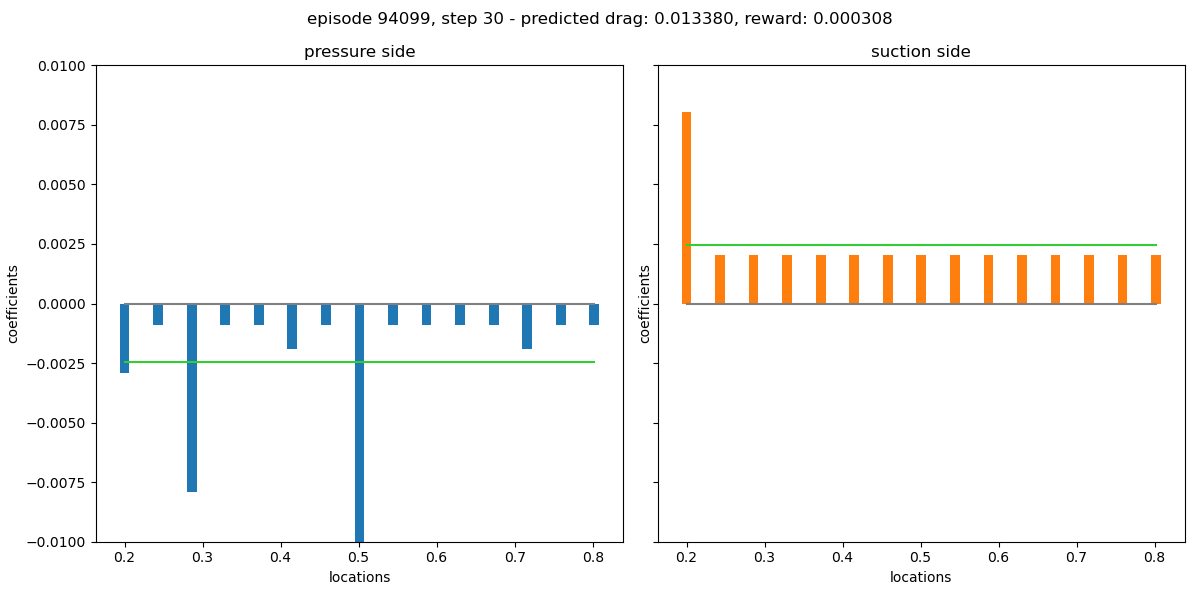 episode 94099, step 30 - predicted drag: 0.013380, reward: 0.000308
pressure side
suction side
0.0100
0.0075
0.0050
0.0025
0.0000
−0.0025
−0.0050
−0.0075
−0.0100
coefficients
coefficients
0.2 0.3 0.4 0.5 0.6 0.7 0.8
0.2 0.3 0.4 0.5 0.6 0.7 0.8
locations
locations